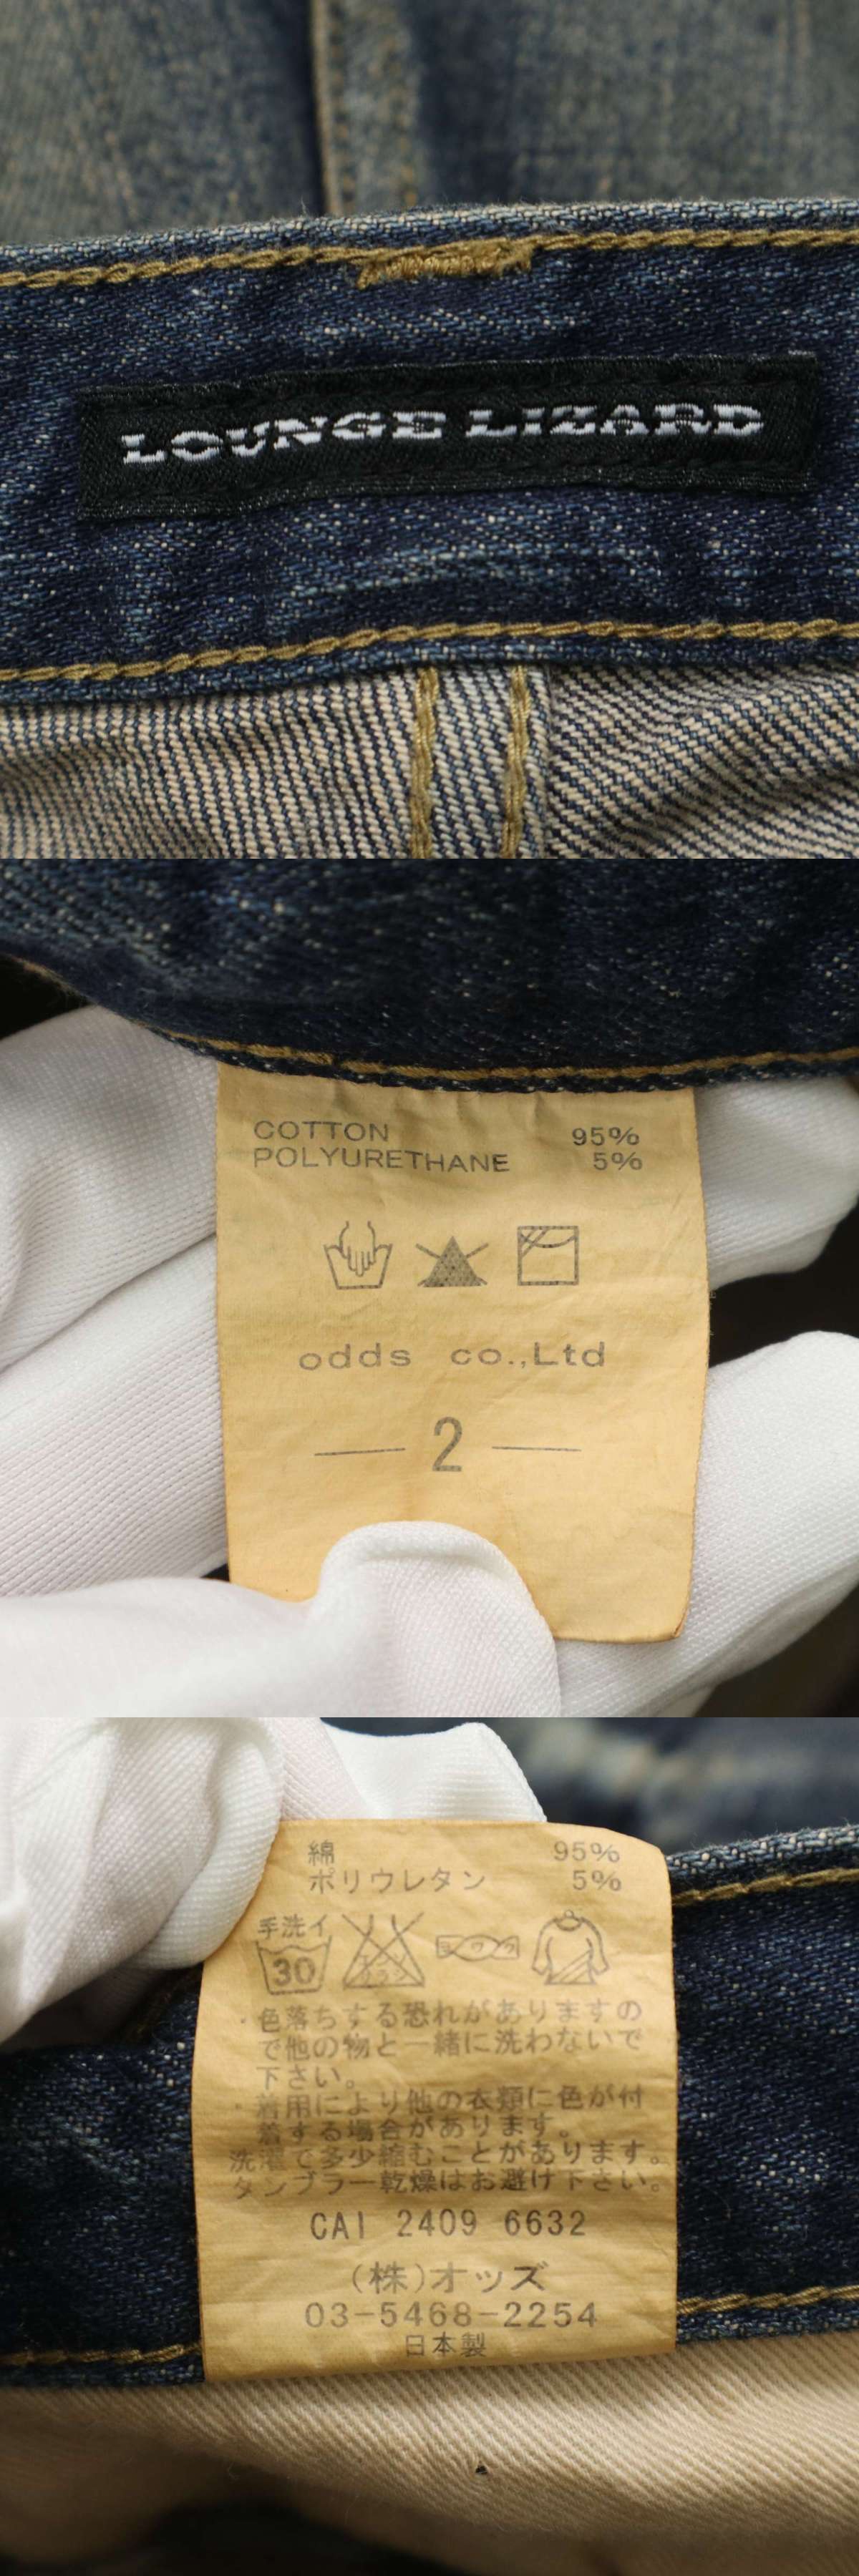 LOUNGE LIZARD
COTTON 95%
POLYURETHANE 5%
odds co.,Ltd
2
綿 95%
ポリウレタン 5%
手洗イ
30
・色落ちする恐れがありますの
で他の物と一緒に洗わないで
下さい。
・着用により他の衣類に色が付
着する場合があります。
洗濯で多少縮むことがあります。
タンブラー乾燥はお避け下さい。
CAI 2409 6632
(株)オッズ
03-5468-2254
日本製